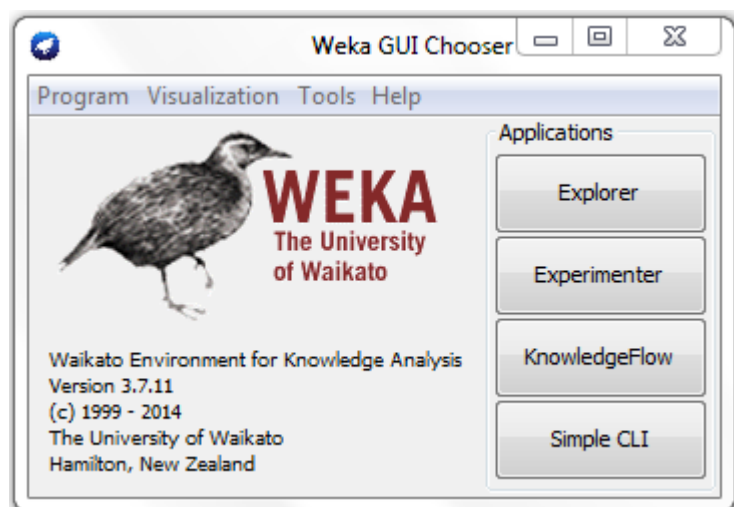 Weka GUI Chooser
Program Visualization Tools Help
WEKA
The University
of Waikato
Waikato Environment for Knowledge Analysis
Version 3.7.11
(c) 1999 - 2014
The University of Waikato
Hamilton, New Zealand
Applications
Explorer
Experimenter
KnowledgeFlow
Simple CLI